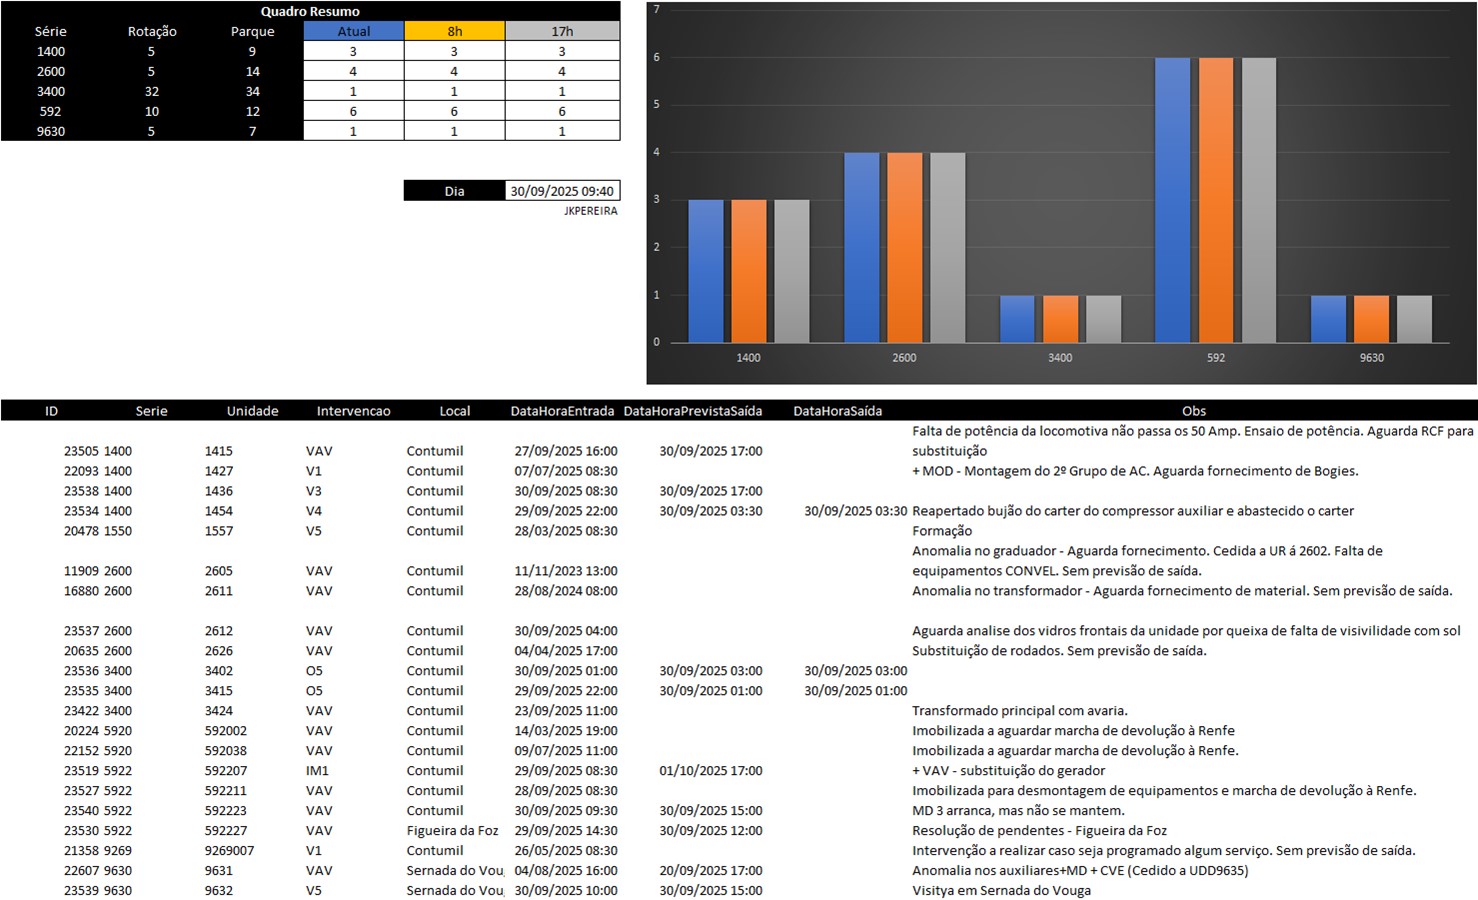 Quadro Resumo
Série Rotação Parque Atual 8h 17h
1400 5 9 3 3 3
2600 5 14 4 4 4
3400 32 34 1 1 1
592 10 12 6 6 6
9630 5 7 1 1 1
Dia 30/09/2025 09:40
JKPEREIRA
7
6
5
4
3
2
1
0
1400 2600 3400 592 9630
ID Serie Unidade Intervencao Local DataHoraEntrada DataHoraPrevistaSaída DataHoraSaída Obs
Falta de potência da locomotiva não passa os 50 Amp. Ensaio de potência. Aguarda RCF para
23505 1400 1415 VAV Contumil 27/09/2025 16:00 30/09/2025 17:00 substituição
22093 1400 1427 V1 Contumil 07/07/2025 08:30 + MOD - Montagem do 2º Grupo de AC. Aguarda fornecimento de Bogies.
23538 1400 1436 V3 Contumil 30/09/2025 08:30 30/09/2025 17:00
23534 1400 1454 V4 Contumil 29/09/2025 22:00 30/09/2025 03:30 30/09/2025 03:30 Reapertado bujão do carter do compressor auxiliar e abastecido o carter
20478 1550 1557 V5 Contumil 28/03/2025 08:30 Formação
Anomalia no graduador - Aguarda fornecimento. Cedida a UR á 2602. Falta de
11909 2600 2605 VAV Contumil 11/11/2023 13:00 equipamentos CONVEL. Sem previsão de saída.
16880 2600 2611 VAV Contumil 28/08/2024 08:00 Anomalia no transformador - Aguarda fornecimento de material. Sem previsão de saída.
23537 2600 2612 VAV Contumil 30/09/2025 04:00 Aguarda analise dos vidros frontais da unidade por queixa de falta de visivilidade com sol
20635 2600 2626 VAV Contumil 04/04/2025 17:00 Substituição de rodados. Sem previsão de saída.
23536 3400 3402 O5 Contumil 30/09/2025 01:00 30/09/2025 03:00 30/09/2025 03:00
23535 3400 3415 O5 Contumil 29/09/2025 22:00 30/09/2025 01:00 30/09/2025 01:00
23422 3400 3424 VAV Contumil 23/09/2025 11:00 Transformado principal com avaria.
20224 5920 592002 VAV Contumil 14/03/2025 19:00 Imobilizada a aguardar marcha de devolução à Renfe
22152 5920 592038 VAV Contumil 09/07/2025 11:00 Imobilizada a aguardar marcha de devolução à Renfe.
23519 5922 592207 IM1 Contumil 29/09/2025 08:30 01/10/2025 17:00 + VAV - substituição do gerador
23527 5922 592211 VAV Contumil 28/09/2025 08:30 Imobilizada para desmontagem de equipamentos e marcha de devolução à Renfe.
23540 5922 592223 VAV Contumil 30/09/2025 09:30 30/09/2025 15:00 MD 3 arranca, mas não se mantem.
23530 5922 592227 VAV Figueira da Foz 29/09/2025 14:30 30/09/2025 12:00 Resolução de pendentes - Figueira da Foz
21358 9269 9269007 V1 Contumil 26/05/2025 08:30 Intervenção a realizar caso seja programado algum serviço. Sem previsão de saída.
22607 9630 9631 VAV Sernada do Vou 04/08/2025 16:00 20/09/2025 17:00 Anomalia nos auxiliares+MD + CVE (Cedido a UDD9635)
23539 9630 9632 V5 Sernada do Vou 30/09/2025 10:00 30/09/2025 15:00 Visitya em Sernada do Vouga